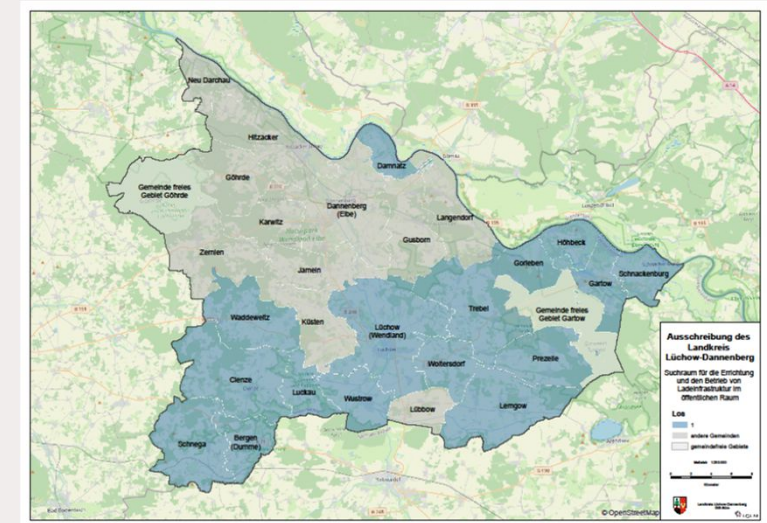 Neu Darchau
Hitzacker
Damnatz
Göhrde
Gemeinde freies
Gebiet Göhrde
Dannenberg
(Elbe)
Langendorf
Karwitz
Gusborn
Höhbeck
Zernien
Gorleben
Jameln
Schnackenburg
Gartow
Trebel
Gemeinde freies
Gebiet Gartow
Waddeweitz
Küsten
Lüchow
(Wendland)
Prezelle
Woltersdorf
Clenze
Luckau
Wustrow
Lübbow
Lemgow
Schnega
Bergen
(Dumme)
Ausschreibung des
Landkreis
Lüchow-Dannenberg
Suchraum für die Errichtung
und den Betrieb von
Ladeinfrastruktur im
öffentlichen Raum
Los
1
andere Gemeinden
gemeindefreie Gebiete
© OpenStreetMap